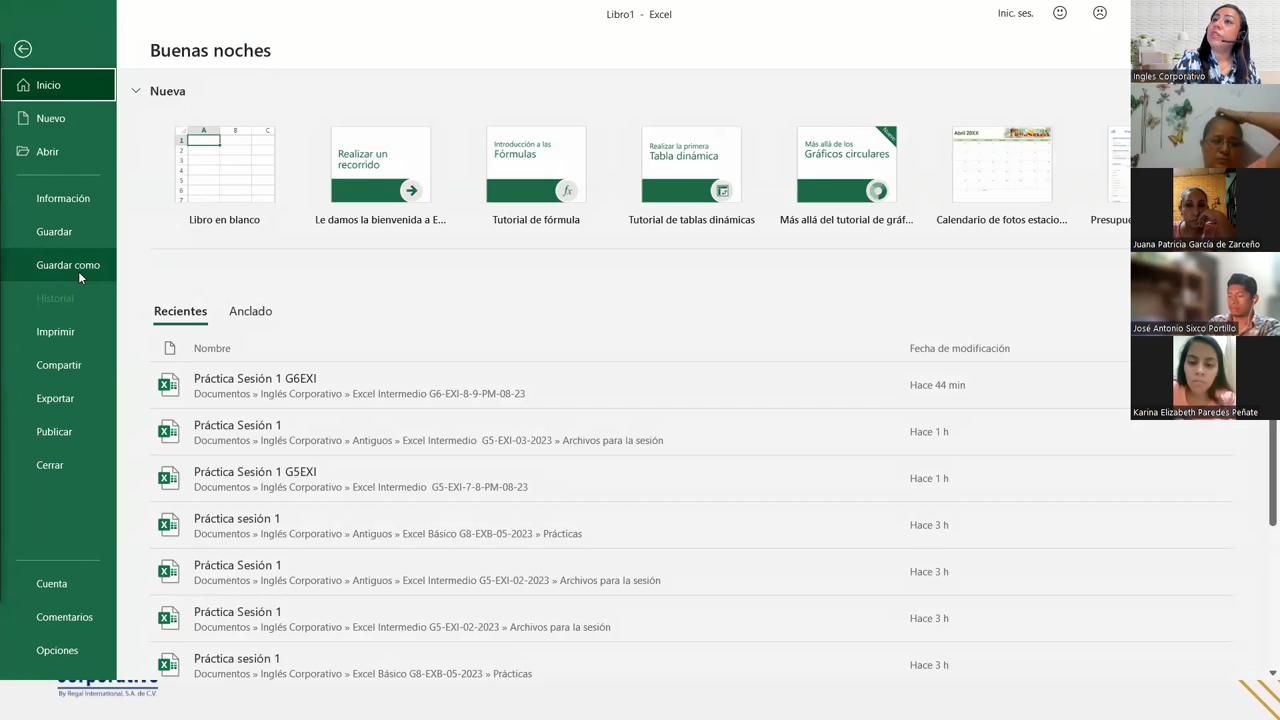 Libro1 - Excel
Inic. ses.
Buenas noches
Inicio
Nuevo
Abrir
Información
Guardar
Guardar como
Historial
Imprimir
Compartir
Exportar
Publicar
Cerrar
Cuenta
Comentarios
Opciones
Nueva
A B C
1
2
3
4
5
6
7
Libro en blanco
Realizar un
recorrido
Le damos la bienvenida a E...
Introducción a las
Fórmulas
fx
Tutorial de fórmula
Realizar la primera
Tabla dinámica
Tutorial de tablas dinámicas
Más allá de los
Gráficos circulares
Más allá del tutorial de gráf...
Abril 20XX
Calendario de fotos estacio...
Presupue
Recientes Anclado
Nombre Fecha de modificación
Práctica Sesión 1 G6EXI
Documentos » Inglés Corporativo » Excel Intermedio G6-EXI-8-9-PM-08-23
Hace 44 min
Práctica Sesión 1
Documentos » Inglés Corporativo » Antiguos » Excel Intermedio G5-EXI-03-2023 » Archivos para la sesión
Hace 1 h
Práctica Sesión 1 G5EXI
Documentos » Inglés Corporativo » Excel Intermedio G5-EXI-7-8-PM-08-23
Hace 1 h
Práctica sesión 1
Documentos » Inglés Corporativo » Antiguos » Excel Básico G8-EXB-05-2023 » Prácticas
Hace 3 h
Práctica Sesión 1
Documentos » Inglés Corporativo » Antiguos » Excel Intermedio G5-EXI-02-2023 » Archivos para la sesión
Hace 3 h
Práctica Sesión 1
Documentos » Inglés Corporativo » Excel Intermedio G5-EXI-02-2023 » Archivos para la sesión
Hace 3 h
Práctica sesión 1
Documentos » Inglés Corporativo » Excel Básico G8-EXB-05-2023 » Prácticas
Hace 3 h
Ingles Corporativo
Juana Patricia García de Zarceño
José Antonio Sixco Portillo
Karina Elizabeth Paredes Peñate
corporativo
By Regal International, S.A. de C.V.